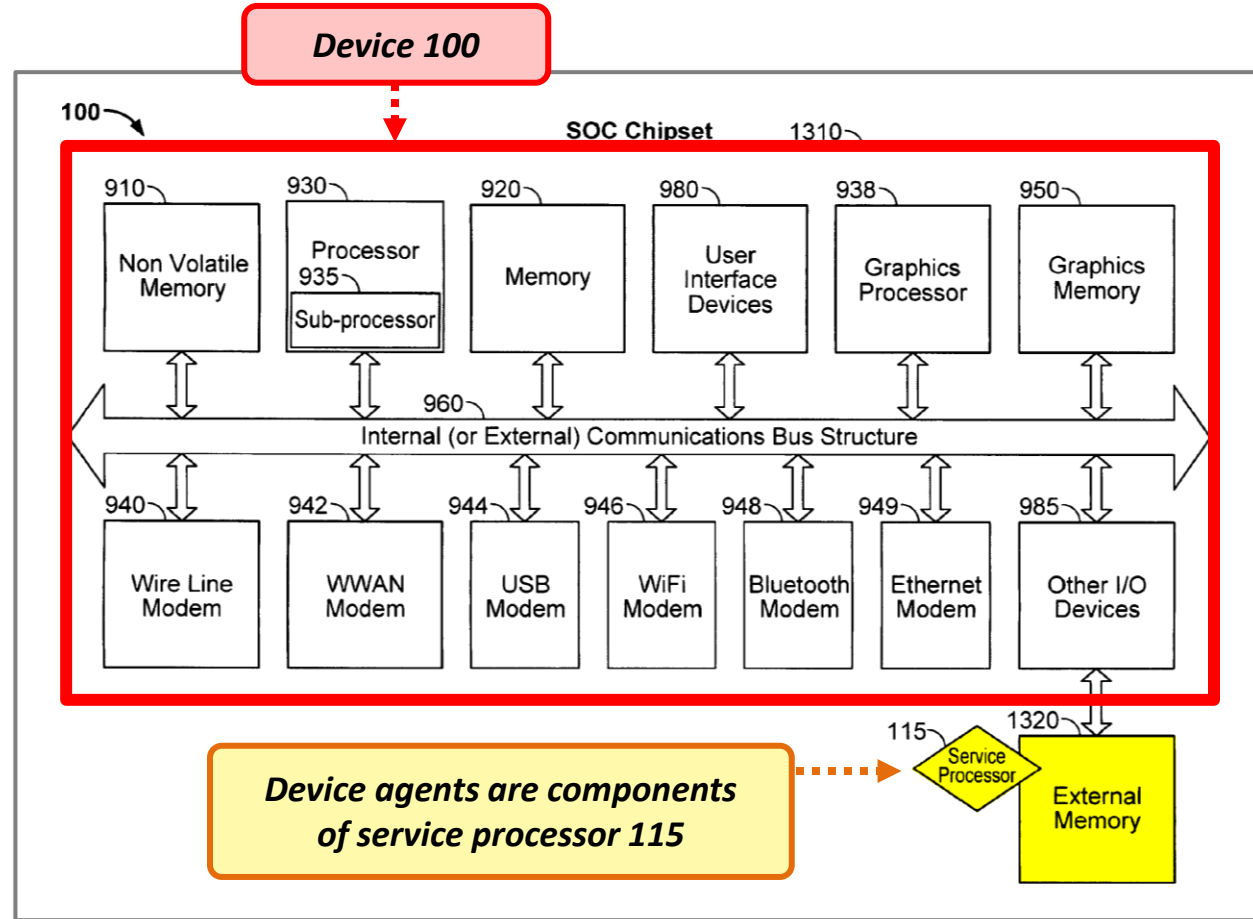 Device 100
100
SOC Chipset
1310
910
930
920
980
938
950
Non Volatile
Memory
Processor
935
Sub-processor
Memory
User
Interface
Devices
Graphics
Processor
Graphics
Memory
960
Internal (or External) Communications Bus Structure
940
942
944
946
948
949
985
Wire Line
Modem
WWAN
Modem
USB
Modem
WiFi
Modem
Bluetooth
Modem
Ethernet
Modem
Other I/O
Devices
115
1320
Service
Processor
External
Memory
Device agents are components
of service processor 115